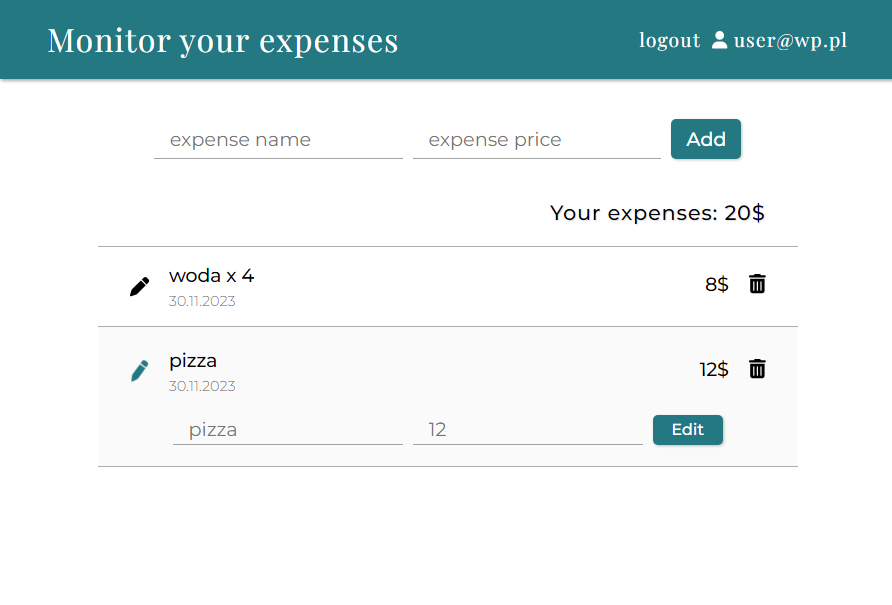 Monitor your expenses
logout user@wp.pl
expense name expense price Add
Your expenses: 20$
woda x 4 8$
30.11.2023
pizza 12$
30.11.2023
pizza 12 Edit